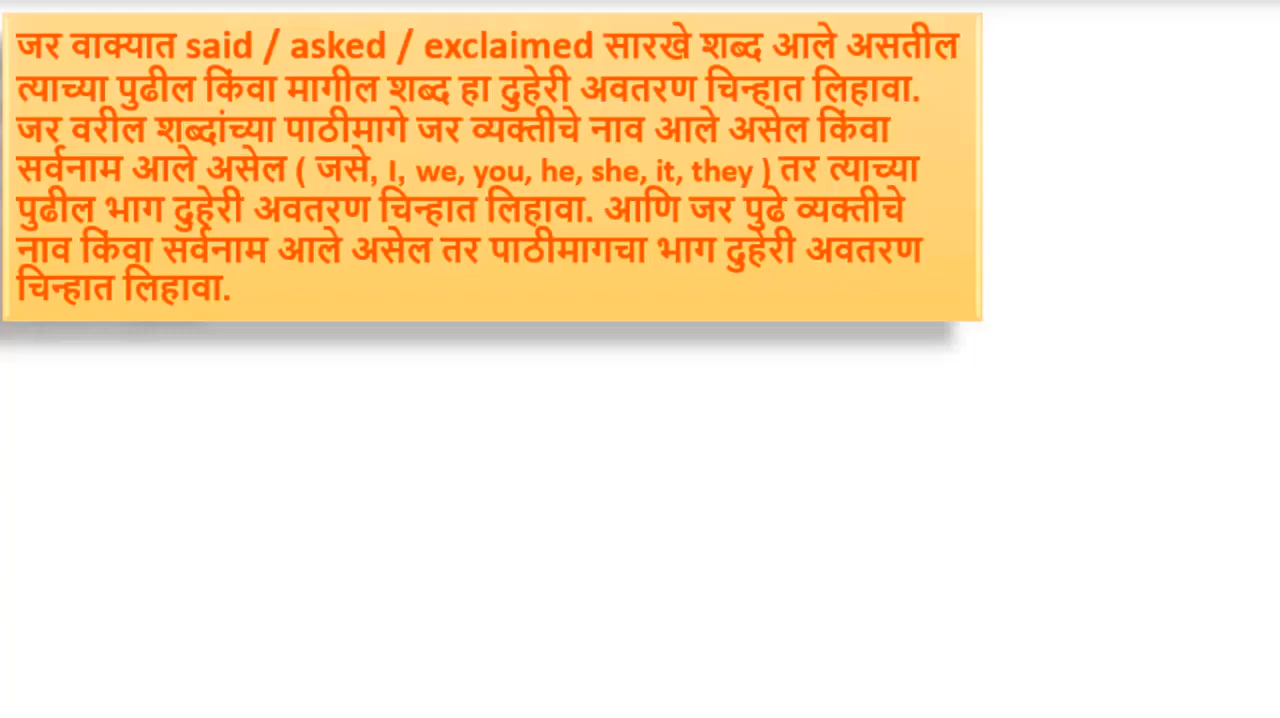 जर वाक्यात said / asked / exclaimed सारखे शब्द आले असतील
त्याच्या पुढील किंवा मागील शब्द हा दुहेरी अवतरण चिन्हात लिहावा.
जर वरील शब्दांच्या पाठीमागे जर व्यक्तीचे नाव आले असेल किंवा
सर्वनाम आले असेल ( जसे, I, we, you, he, she, it, they ) तर त्याच्या
पुढील भाग दुहेरी अवतरण चिन्हात लिहावा. आणि जर पुढे व्यक्तीचे
नाव किंवा सर्वनाम आले असेल तर पाठीमागचा भाग दुहेरी अवतरण
चिन्हात लिहावा.